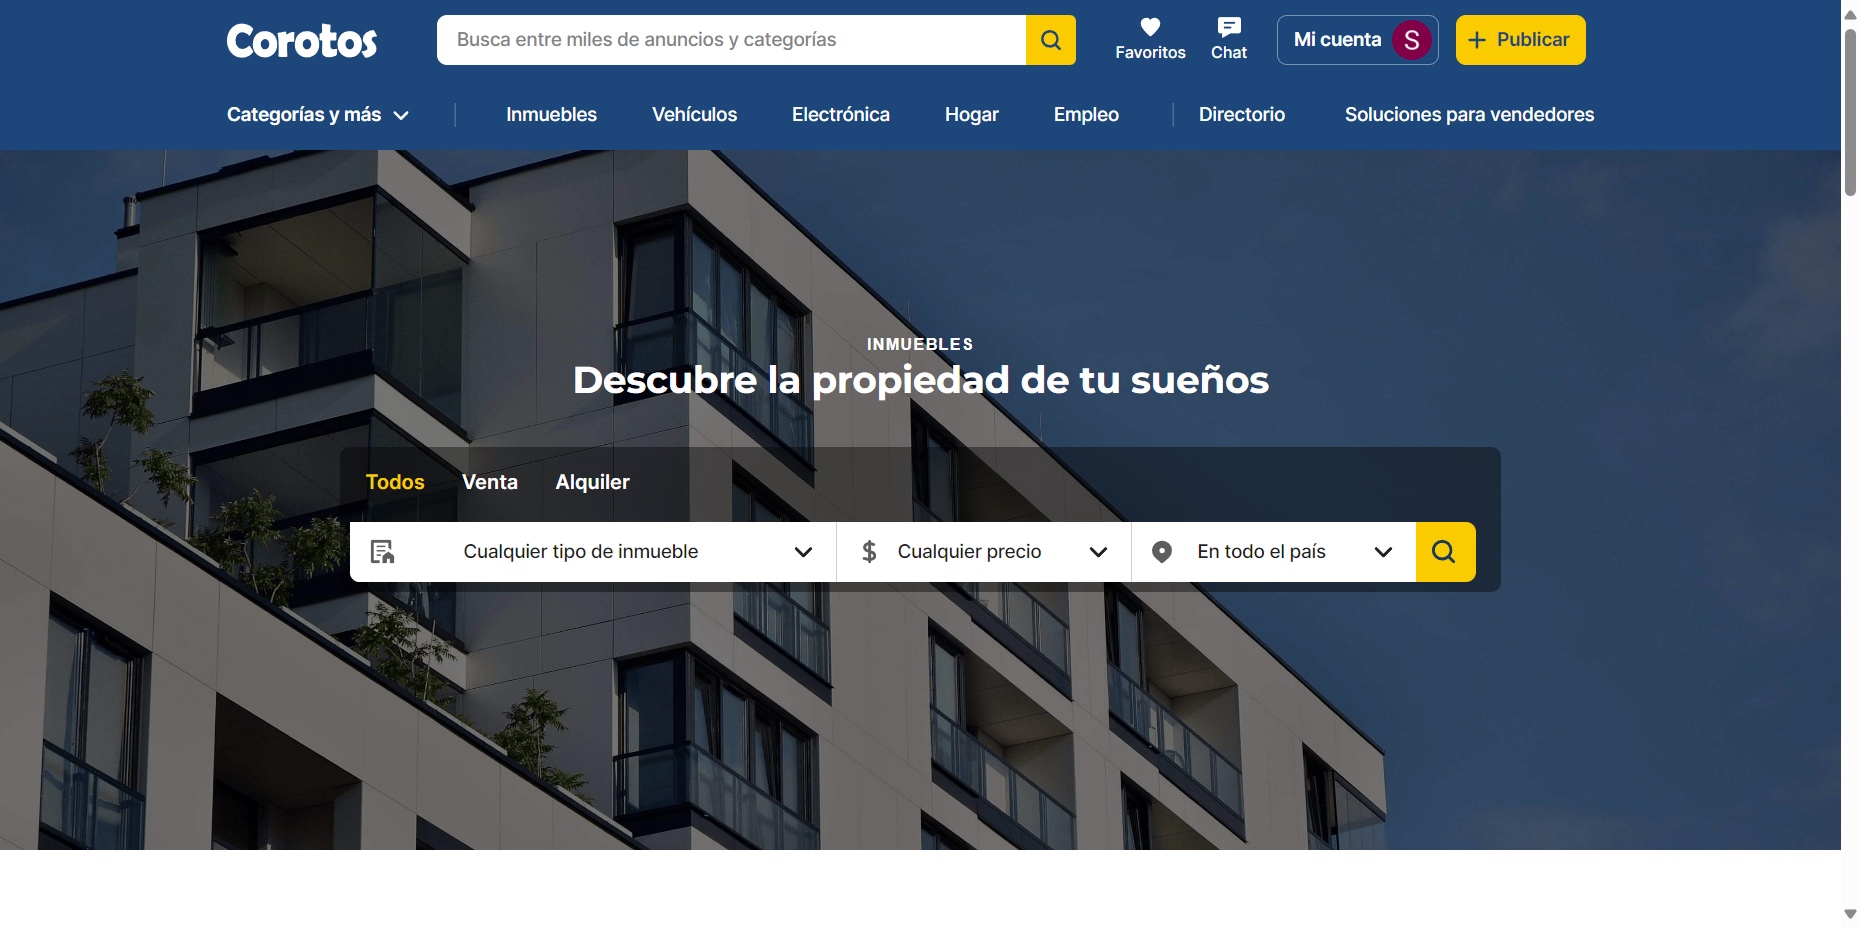 Corotos
Busca entre miles de anuncios y categorías
Favoritos
Chat
Mi cuenta
S
Publicar
Categorías y más
Inmuebles
Vehículos
Electrónica
Hogar
Empleo
Directorio
Soluciones para vendedores
INMUEBLES
Descubre la propiedad de tu sueños
Todos
Venta
Alquiler
Cualquier tipo de inmueble
$ Cualquier precio
En todo el país